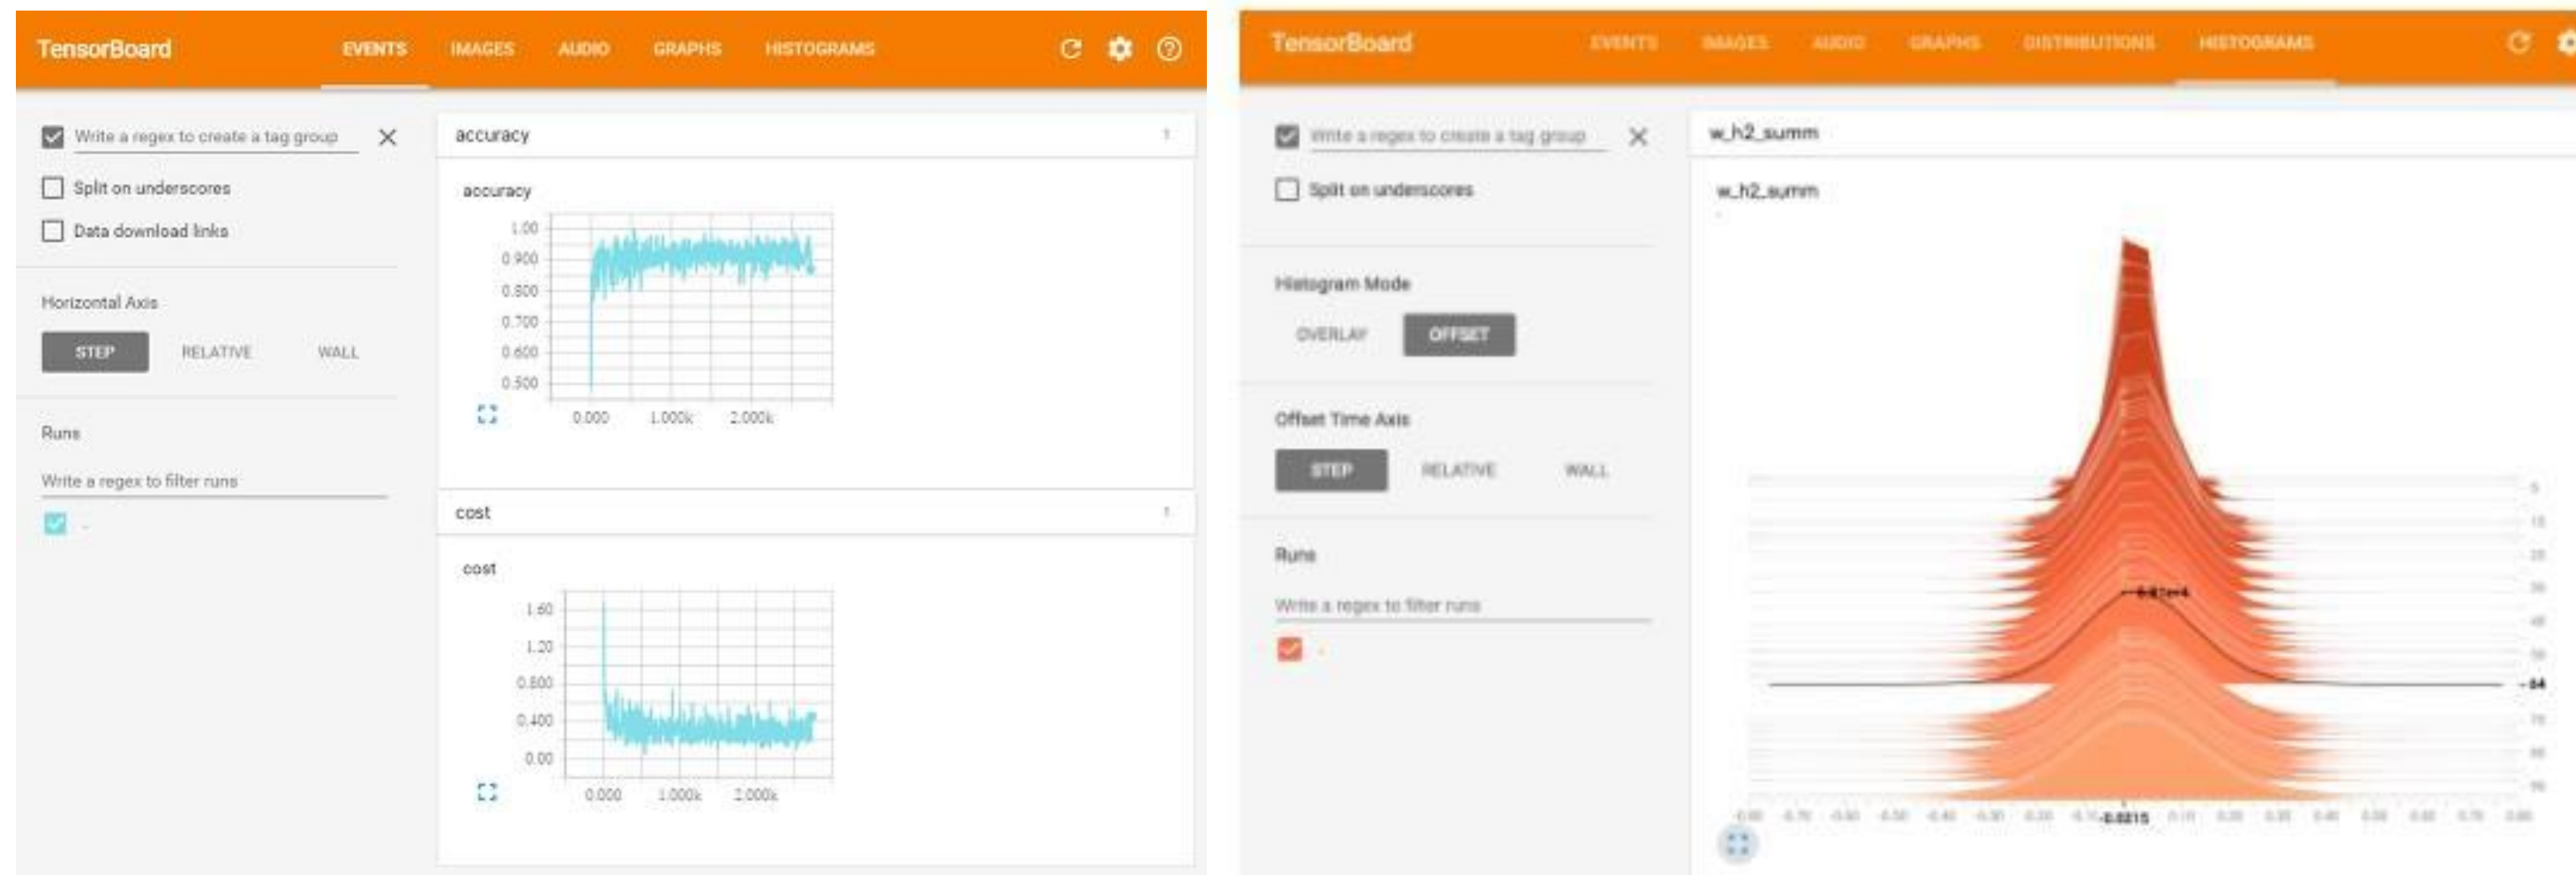 TensorBoard EVENTS IMAGES AUDIO GRAPHS HISTOGRAMS
Write a regex to create a tag group
Split on underscores
Data download links
Horizontal Axis
STEP RELATIVE WALL
Runs
Write a regex to filter runs
accuracy 1
accuracy
1.00
0.900
0.800
0.700
0.600
0.500
0.000 1.000k 2.000k
cost 1
cost
1.60
1.20
0.800
0.400
0.00
0.000 1.000k 2.000k
TensorBoard EVENTS IMAGES AUDIO GRAPHS DISTRIBUTIONS HISTOGRAMS
Write a regex to create a tag group
Split on underscores
Histogram Mode
OVERLAY OFFSET
Offset Time Axis
STEP RELATIVE WALL
Runs
Write a regex to filter runs
w_h2_summ
w_h2_summ
64
-0.0215